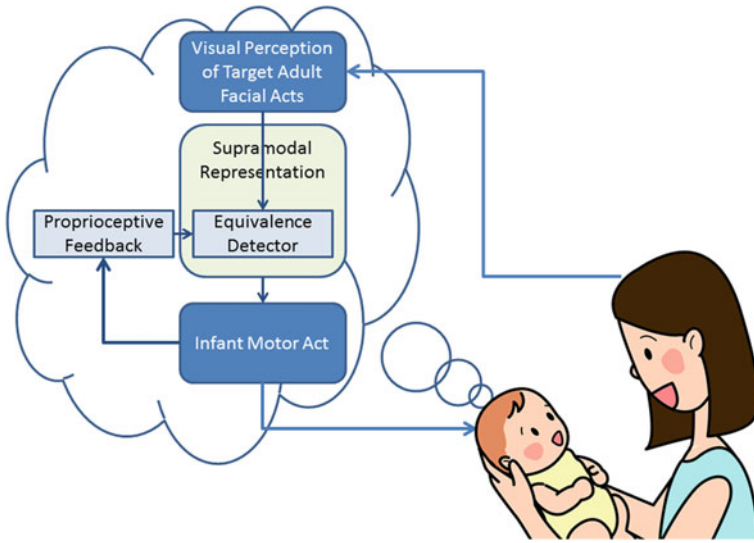 Visual Perception
of Target Adult
Facial Acts
Supramodal
Representation
Proprioceptive
Feedback
Equivalence
Detector
Infant Motor Act